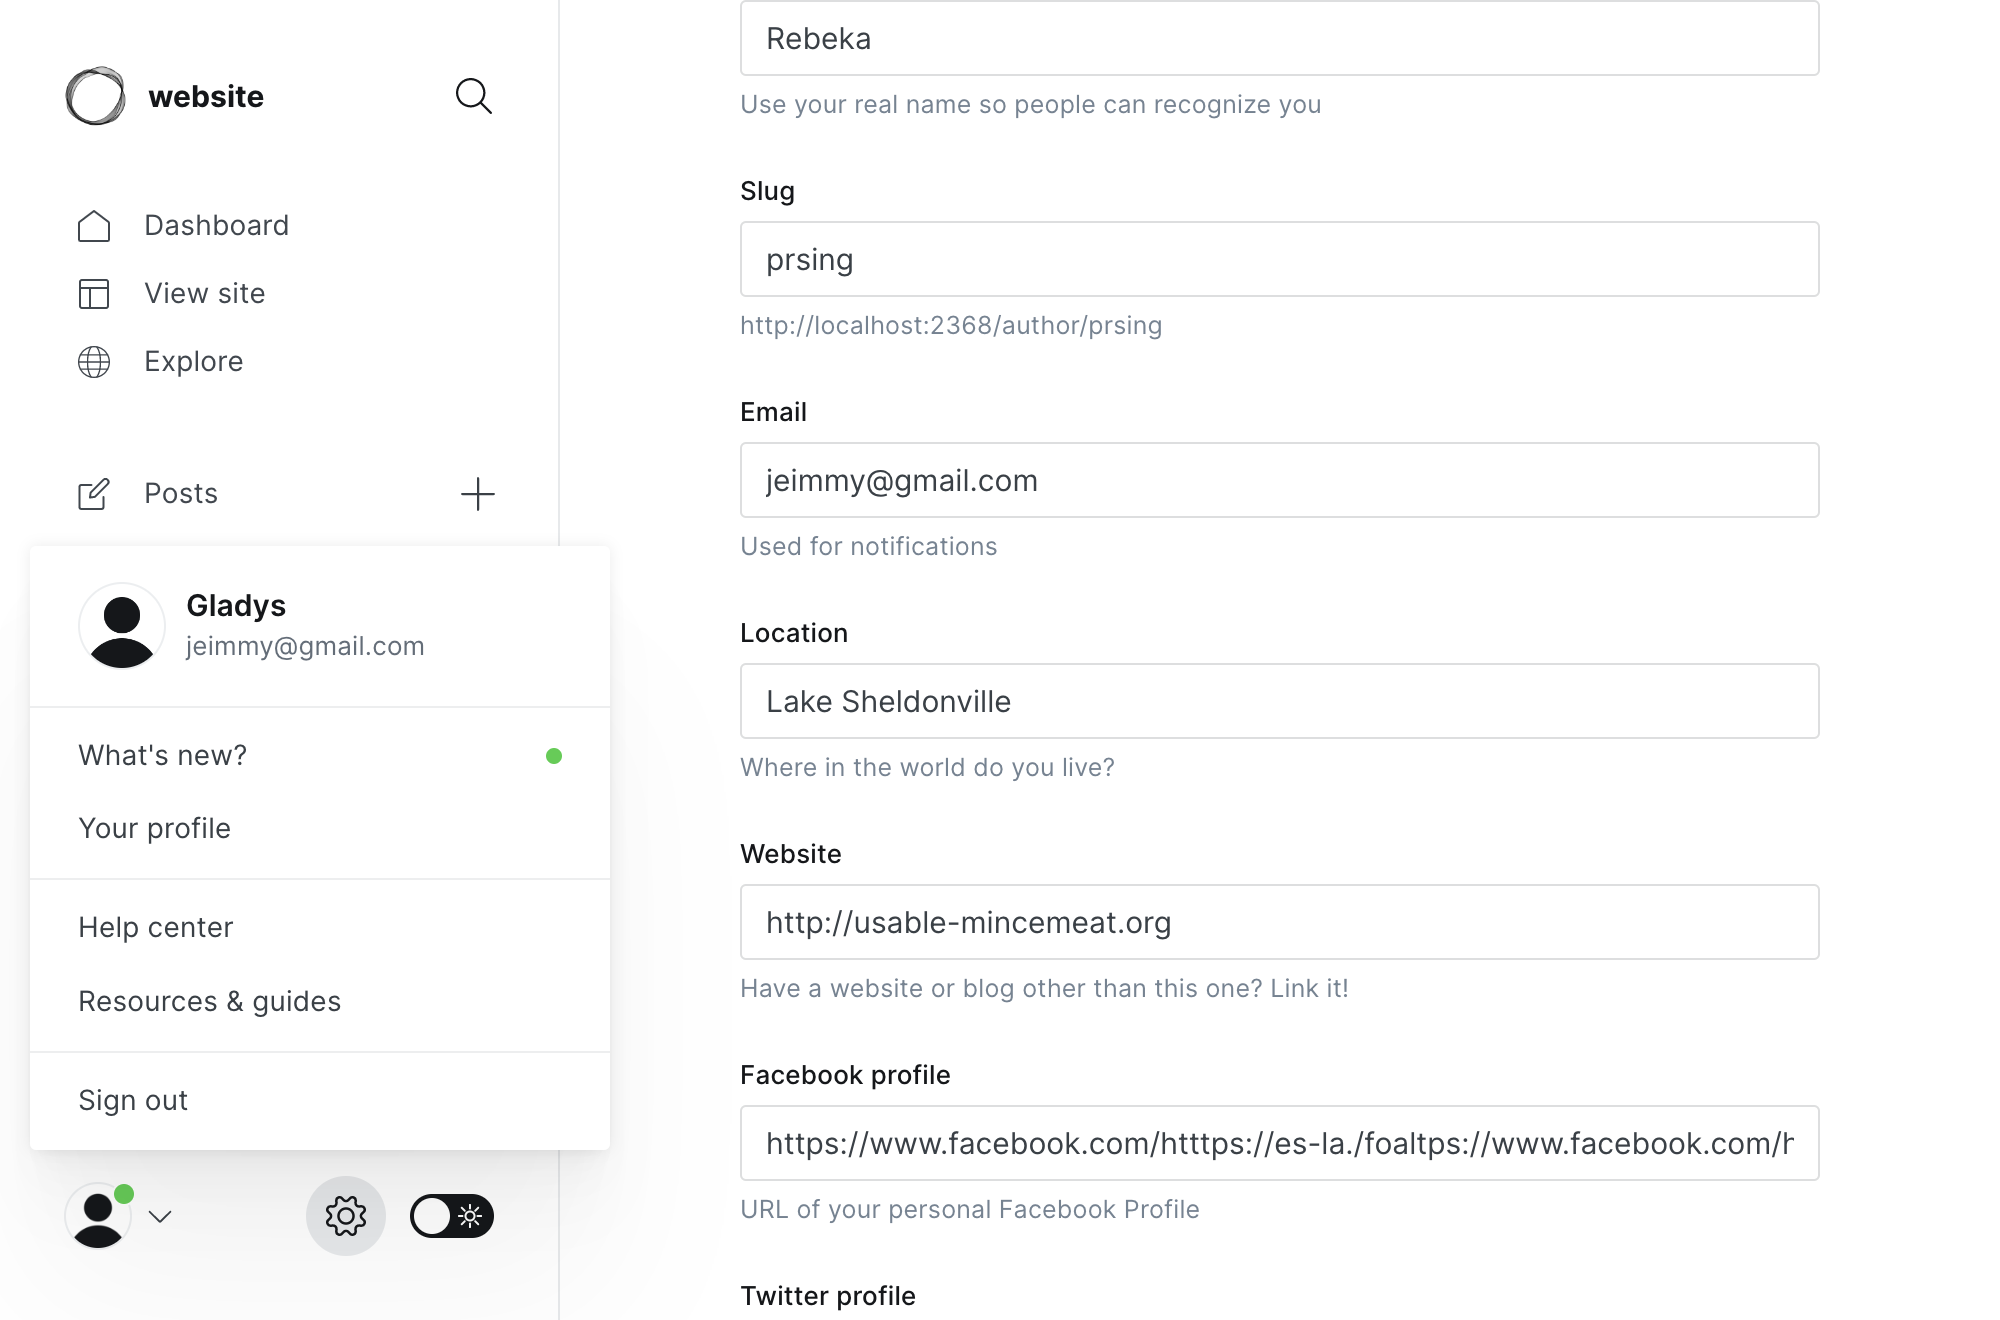 website
Dashboard
View site
Explore
Posts
Gladys
jeimmy@gmail.com
What's new?
Your profile
Help center
Resources & guides
Sign out
Rebeka
Use your real name so people can recognize you
Slug
prsing
http://localhost:2368/author/prsing
Email
jeimmy@gmail.com
Used for notifications
Location
Lake Sheldonville
Where in the world do you live?
Website
http://usable-mincemeat.org
Have a website or blog other than this one? Link it!
Facebook profile
https://www.facebook.com/htttps://es-la./foaltps://www.facebook.com/h
URL of your personal Facebook Profile
Twitter profile